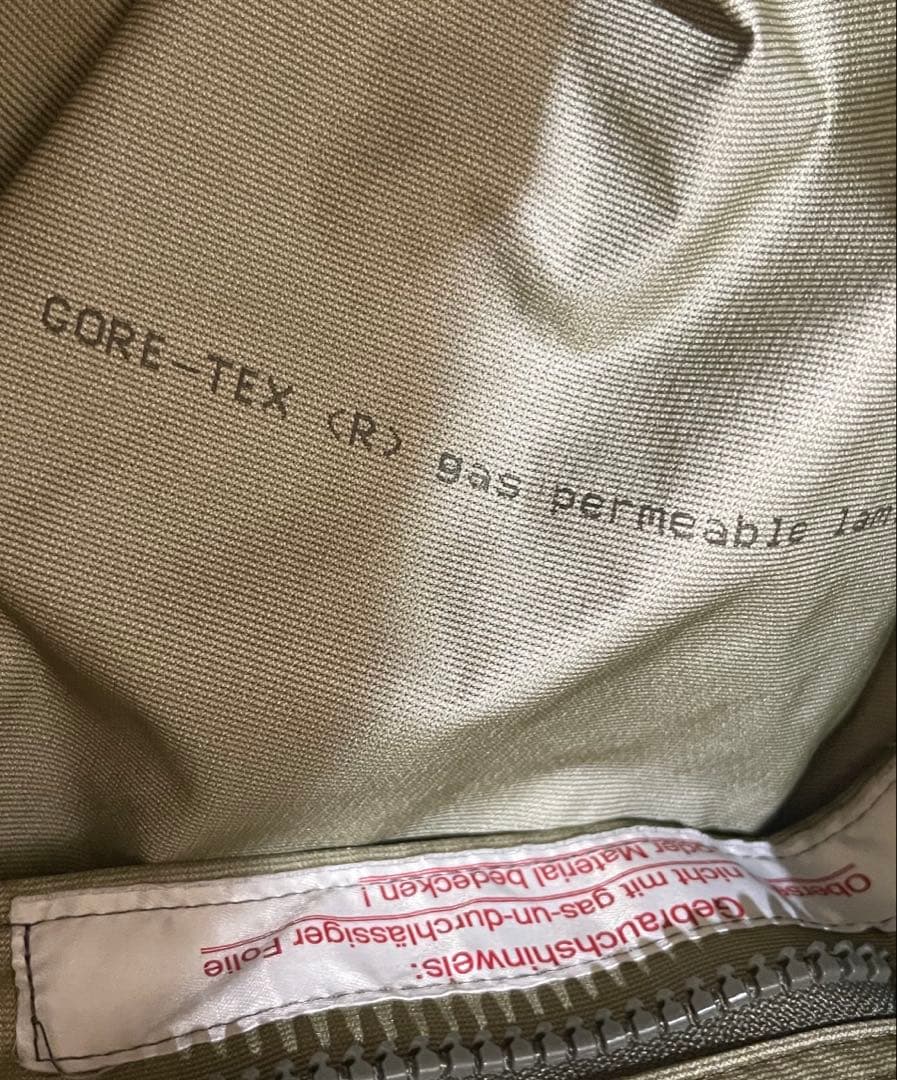 GORE-TEX (R) gas permeable lam
Gebrauchshinweis:
nicht mit gas-un-durchlässiger Folie
oder Material bedecken !